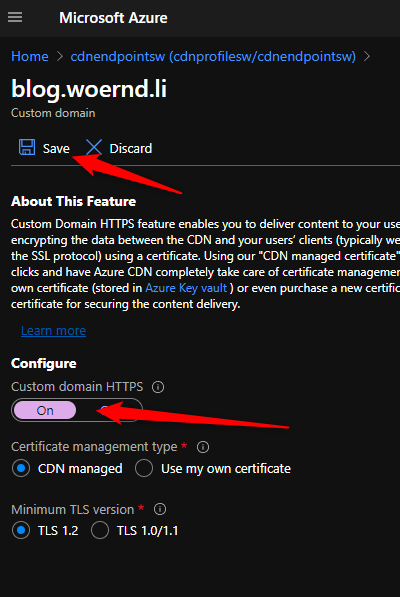 Microsoft Azure
Home > cdnendpointsw (cdnprofilesw/cdnendpointsw) >
blog.woernd.li
Custom domain
Save Discard
About This Feature
Custom Domain HTTPS feature enables you to deliver content to your use
encrypting the data between the CDN and your users' clients (typically we
the SSL protocol) using a certificate. Using our "CDN managed certificate"
clicks and have Azure CDN completely take care of certificate managemen
own certificate (stored in Azure Key vault ) or even purchase a new certific
certificate for securing the content delivery.
Learn more
Configure
Custom domain HTTPS
On
Certificate management type *
CDN managed Use my own certificate
Minimum TLS version *
TLS 1.2 TLS 1.0/1.1